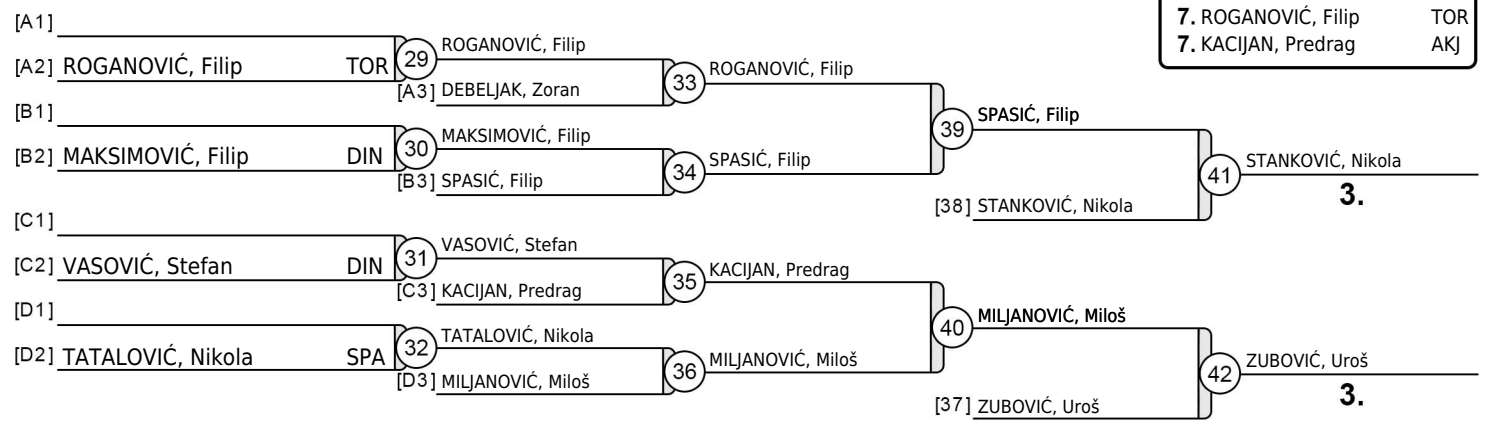 7. ROGANOVIĆ, Filip TOR
7. KACIJAN, Predrag AKJ
[A1]
[A2] ROGANOVIĆ, Filip TOR
29
ROGANOVIĆ, Filip
[A3] DEBELJAK, Zoran
33
ROGANOVIĆ, Filip
[B1]
[B2] MAKSIMOVIĆ, Filip DIN
30
MAKSIMOVIĆ, Filip
[B3] SPASIĆ, Filip
34
SPASIĆ, Filip
39
SPASIĆ, Filip
[38] STANKOVIĆ, Nikola
41
STANKOVIĆ, Nikola
3.
[C1]
[C2] VASOVIĆ, Stefan DIN
31
VASOVIĆ, Stefan
[C3] KACIJAN, Predrag
35
KACIJAN, Predrag
[D1]
[D2] TATALOVIĆ, Nikola SPA
32
TATALOVIĆ, Nikola
[D3] MILJANOVIĆ, Miloš
36
MILJANOVIĆ, Miloš
40
MILJANOVIĆ, Miloš
[37] ZUBOVIĆ, Uroš
42
ZUBOVIĆ, Uroš
3.